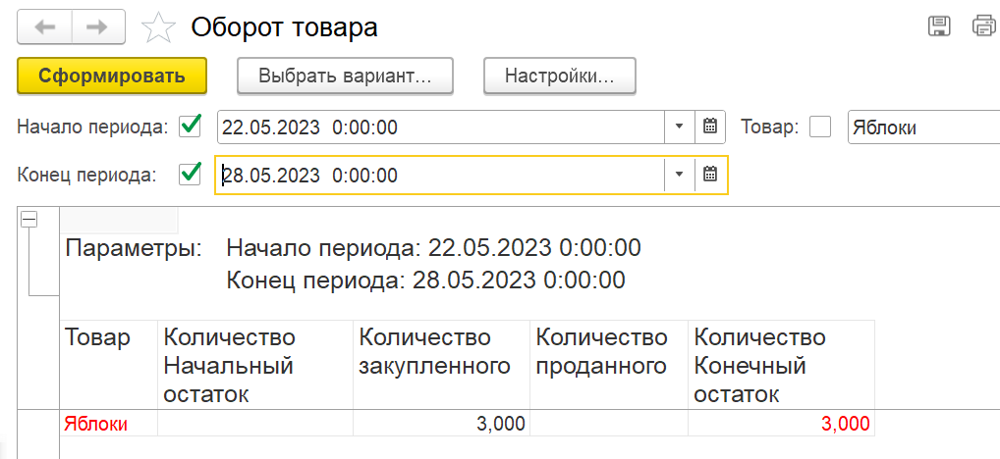 Оборот товара
Сформировать Выбрать вариант... Настройки...
Начало периода: 22.05.2023 0:00:00 Товар: Яблоки
Конец периода: 28.05.2023 0:00:00
Параметры: Начало периода: 22.05.2023 0:00:00
Конец периода: 28.05.2023 0:00:00
Товар Количество Количество Количество Количество
Начальный закупленного проданного Конечный
остаток остаток
Яблоки 3,000 3,000